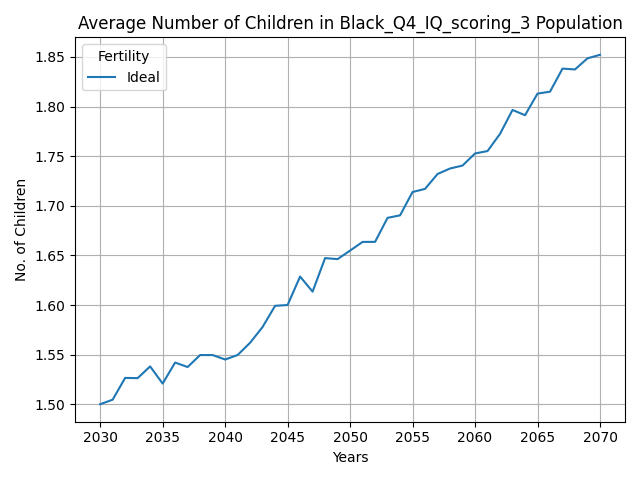 Average Number of Children in Black_Q4_IQ_scoring_3 Population
Fertility
Ideal
No. of Children
1.85
1.80
1.75
1.70
1.65
1.60
1.55
1.50
2030 2035 2040 2045 2050 2055 2060 2065 2070
Years